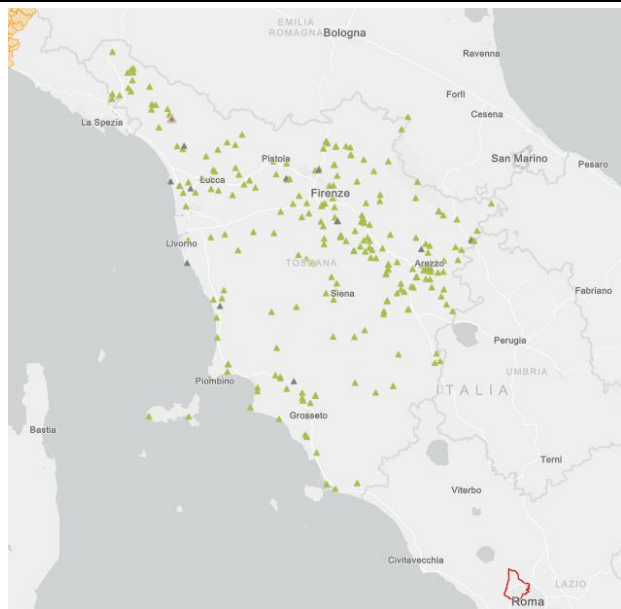 EMILIA
ROMAGNA
Bologna
Ravenna
Forlì
Cesena
La Spezia
Pistoia
San Marino
Pesaro
Lucca
Firenze
Livorno
TOSCANA
Arezzo
Siena
Fabriano
Perugia
UMBRIA
Piombino
ITALIA
Grosseto
Bastia
Terni
Viterbo
Civitavecchia
LAZIO
Roma